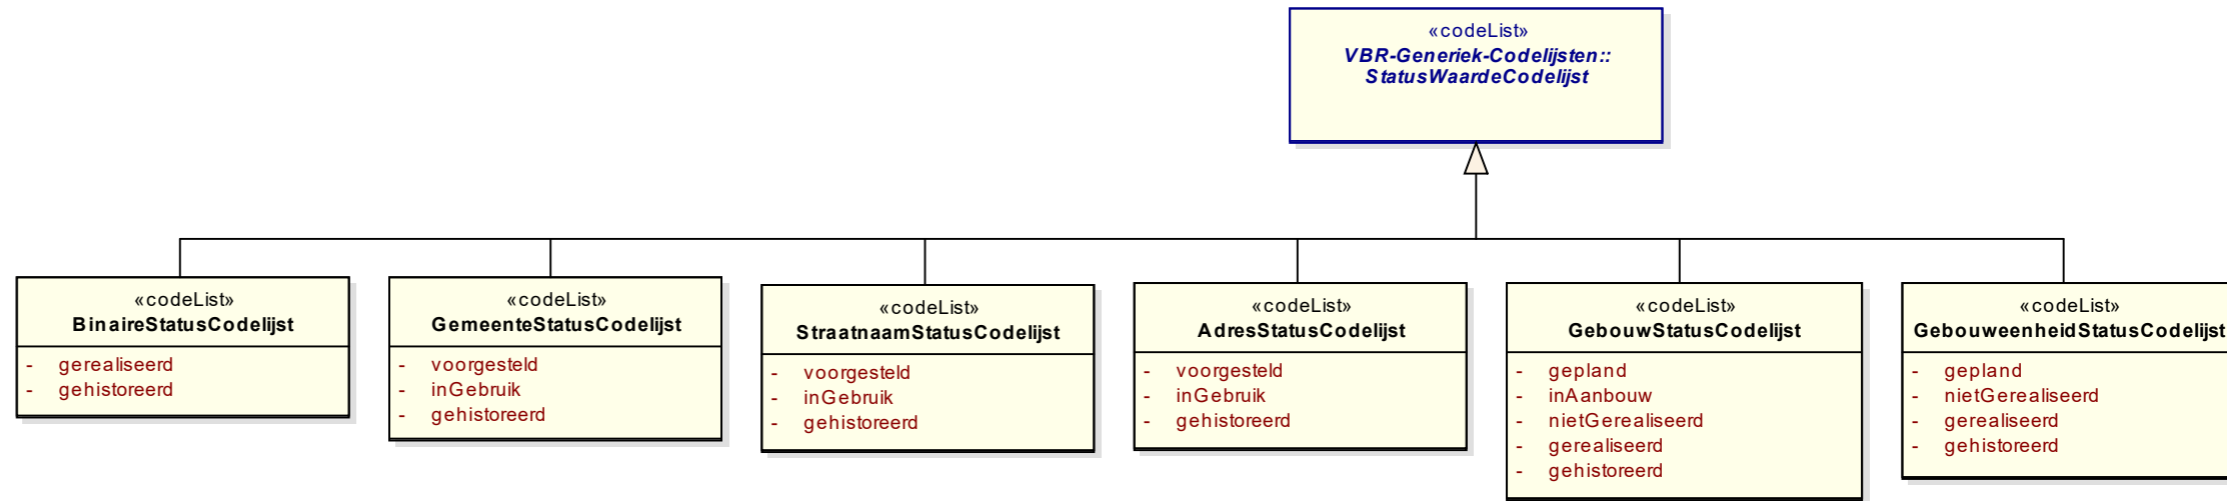 «codeList»
VBR-Generiek-Codelijsten::
StatusWaardeCodelijst
«codeList»
BinaireStatusCodelijst
- gerealiseerd
- gehistoreerd
«codeList»
GemeenteStatusCodelijst
- voorgesteld
- inGebruik
- gehistoreerd
«codeList»
StraatnaamStatusCodelijst
- voorgesteld
- inGebruik
- gehistoreerd
«codeList»
AdresStatusCodelijst
- voorgesteld
- inGebruik
- gehistoreerd
«codeList»
GebouwStatusCodelijst
- gepland
- inAanbouw
- nietGerealiseerd
- gerealiseerd
- gehistoreerd
«codeList»
GebouweenheidStatusCodelijst
- gepland
- nietGerealiseerd
- gerealiseerd
- gehistoreerd